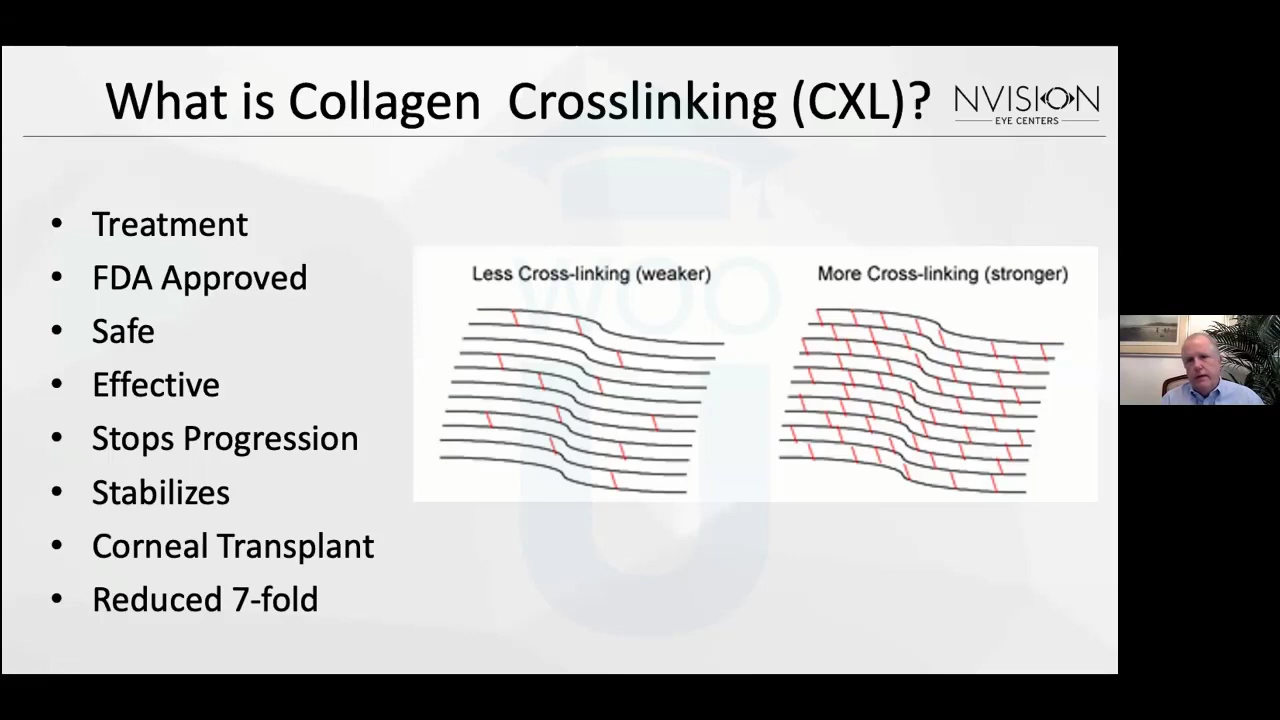 What is Collagen Crosslinking (CXL)?
NVISION
EYE CENTERS
• Treatment
• FDA Approved
• Safe
• Effective
• Stops Progression
• Stabilizes
• Corneal Transplant
• Reduced 7-fold
Less Cross-linking (weaker)
More Cross-linking (stronger)
WOO
U